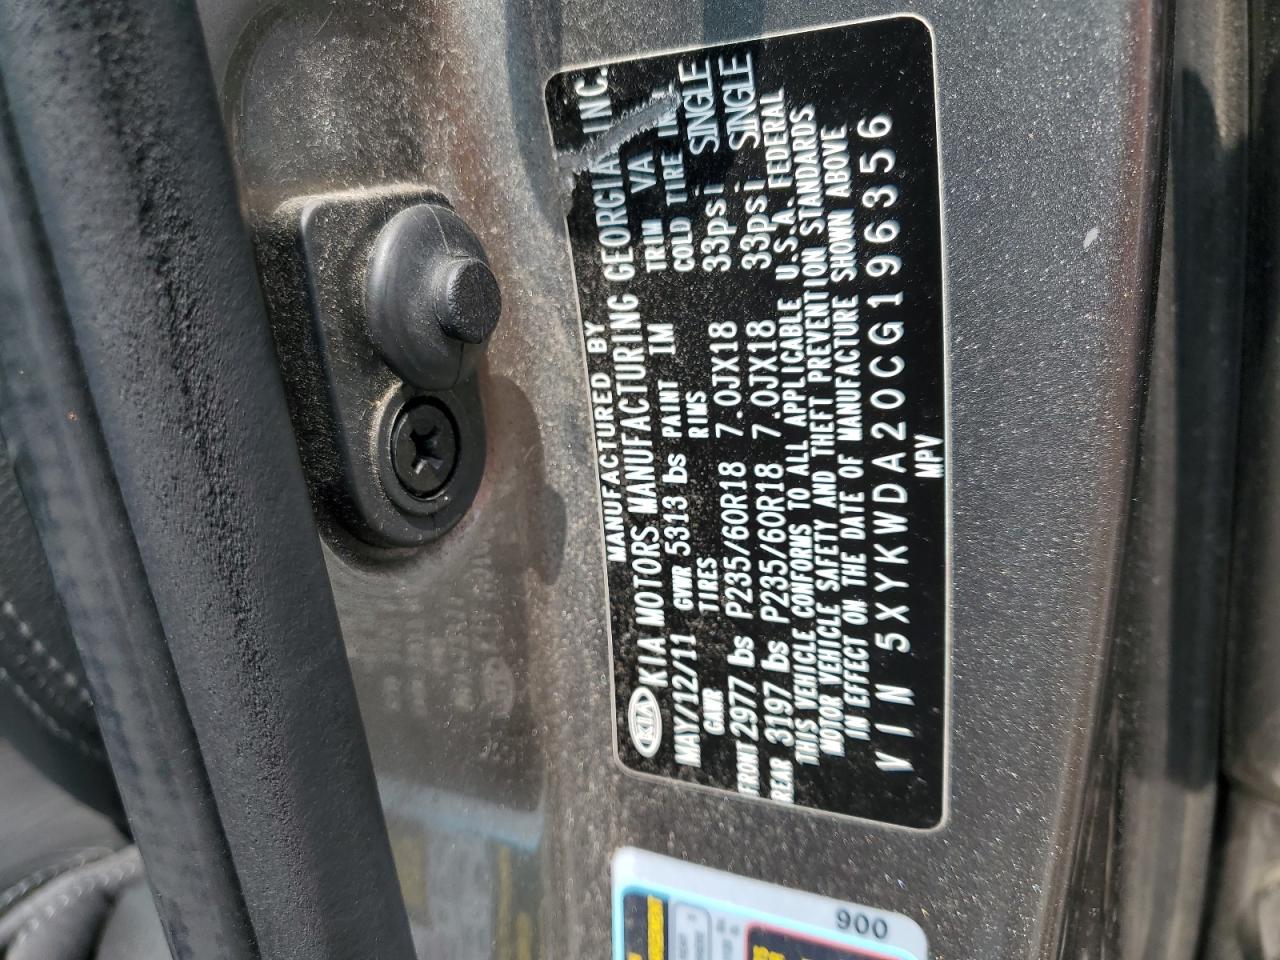 MANUFACTURED BY
KIA KIA MOTORS MANUFACTURING GEORGIA INC.
MAY/12/11 GVWR 5313 lbs PAINT IM TRIM VA
GAWR TIRES RIMS COLD TIRE
FRONT 2977 lbs P235/60R18 7.0JX18 33psi SINGLE
REAR 3197 lbs P235/60R18 7.0JX18 33psi SINGLE
THIS VEHICLE CONFORMS TO ALL APPLICABLE U.S.A. FEDERAL
MOTOR VEHICLE SAFETY AND THEFT PREVENTION STANDARDS
IN EFFECT ON THE DATE OF MANUFACTURE SHOWN ABOVE
VIN 5XYKWDA20CG196356
MPV
900